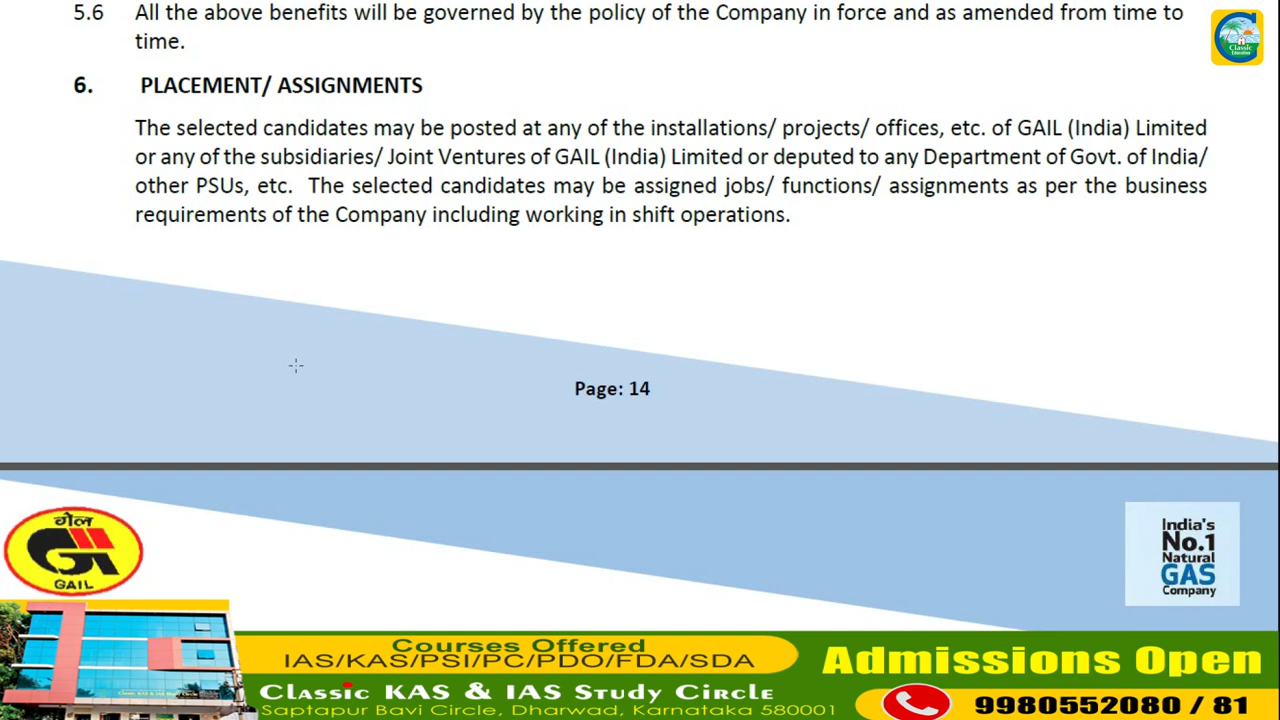 5.6 All the above benefits will be governed by the policy of the Company in force and as amended from time to
time.
Classic
Education
6. PLACEMENT/ ASSIGNMENTS
The selected candidates may be posted at any of the installations/ projects/ offices, etc. of GAIL (India) Limited
or any of the subsidiaries/ Joint Ventures of GAIL (India) Limited or deputed to any Department of Govt. of India/
other PSUs, etc. The selected candidates may be assigned jobs/ functions/ assignments as per the business
requirements of the Company including working in shift operations.
Page: 14
गेल
GAIL
India's
No.1
Natural
GAS
Company
Courses Offered
IAS/KAS/PSI/PC/PDO/FDA/SDA
Classic KAS & IAS Study Circle
Saptapur Bavi Circle, Dharwad, Karnataka 580001
Admissions Open
9980552080 / 81